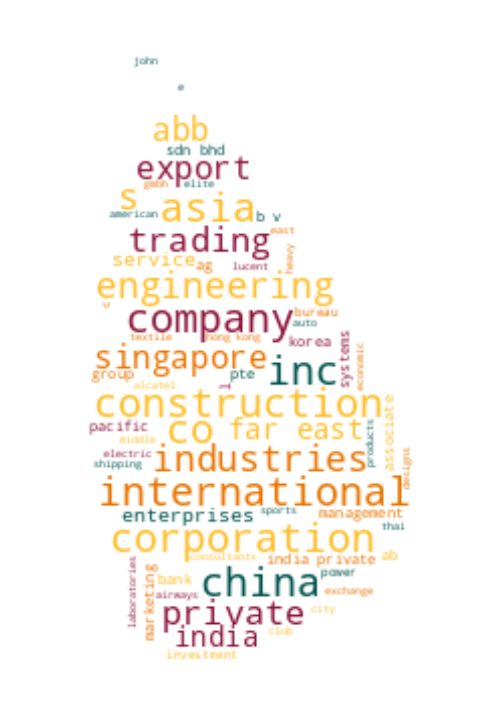 john
e
abb
sdn bhd
export
gmbh elite
s asia
american b v
trading east
service ag lucent heavy
engineering
v
company bureau
auto
textile hong kong korea
singapore inc systems economic
group pte
alcatel
construction associate
pacific co far east products
middle
electric industries designs
shipping
international
enterprises sports management
thai
corporation
consultants india private ab
laboratories marketing bank china power
airways exchange
private city
india club
investment